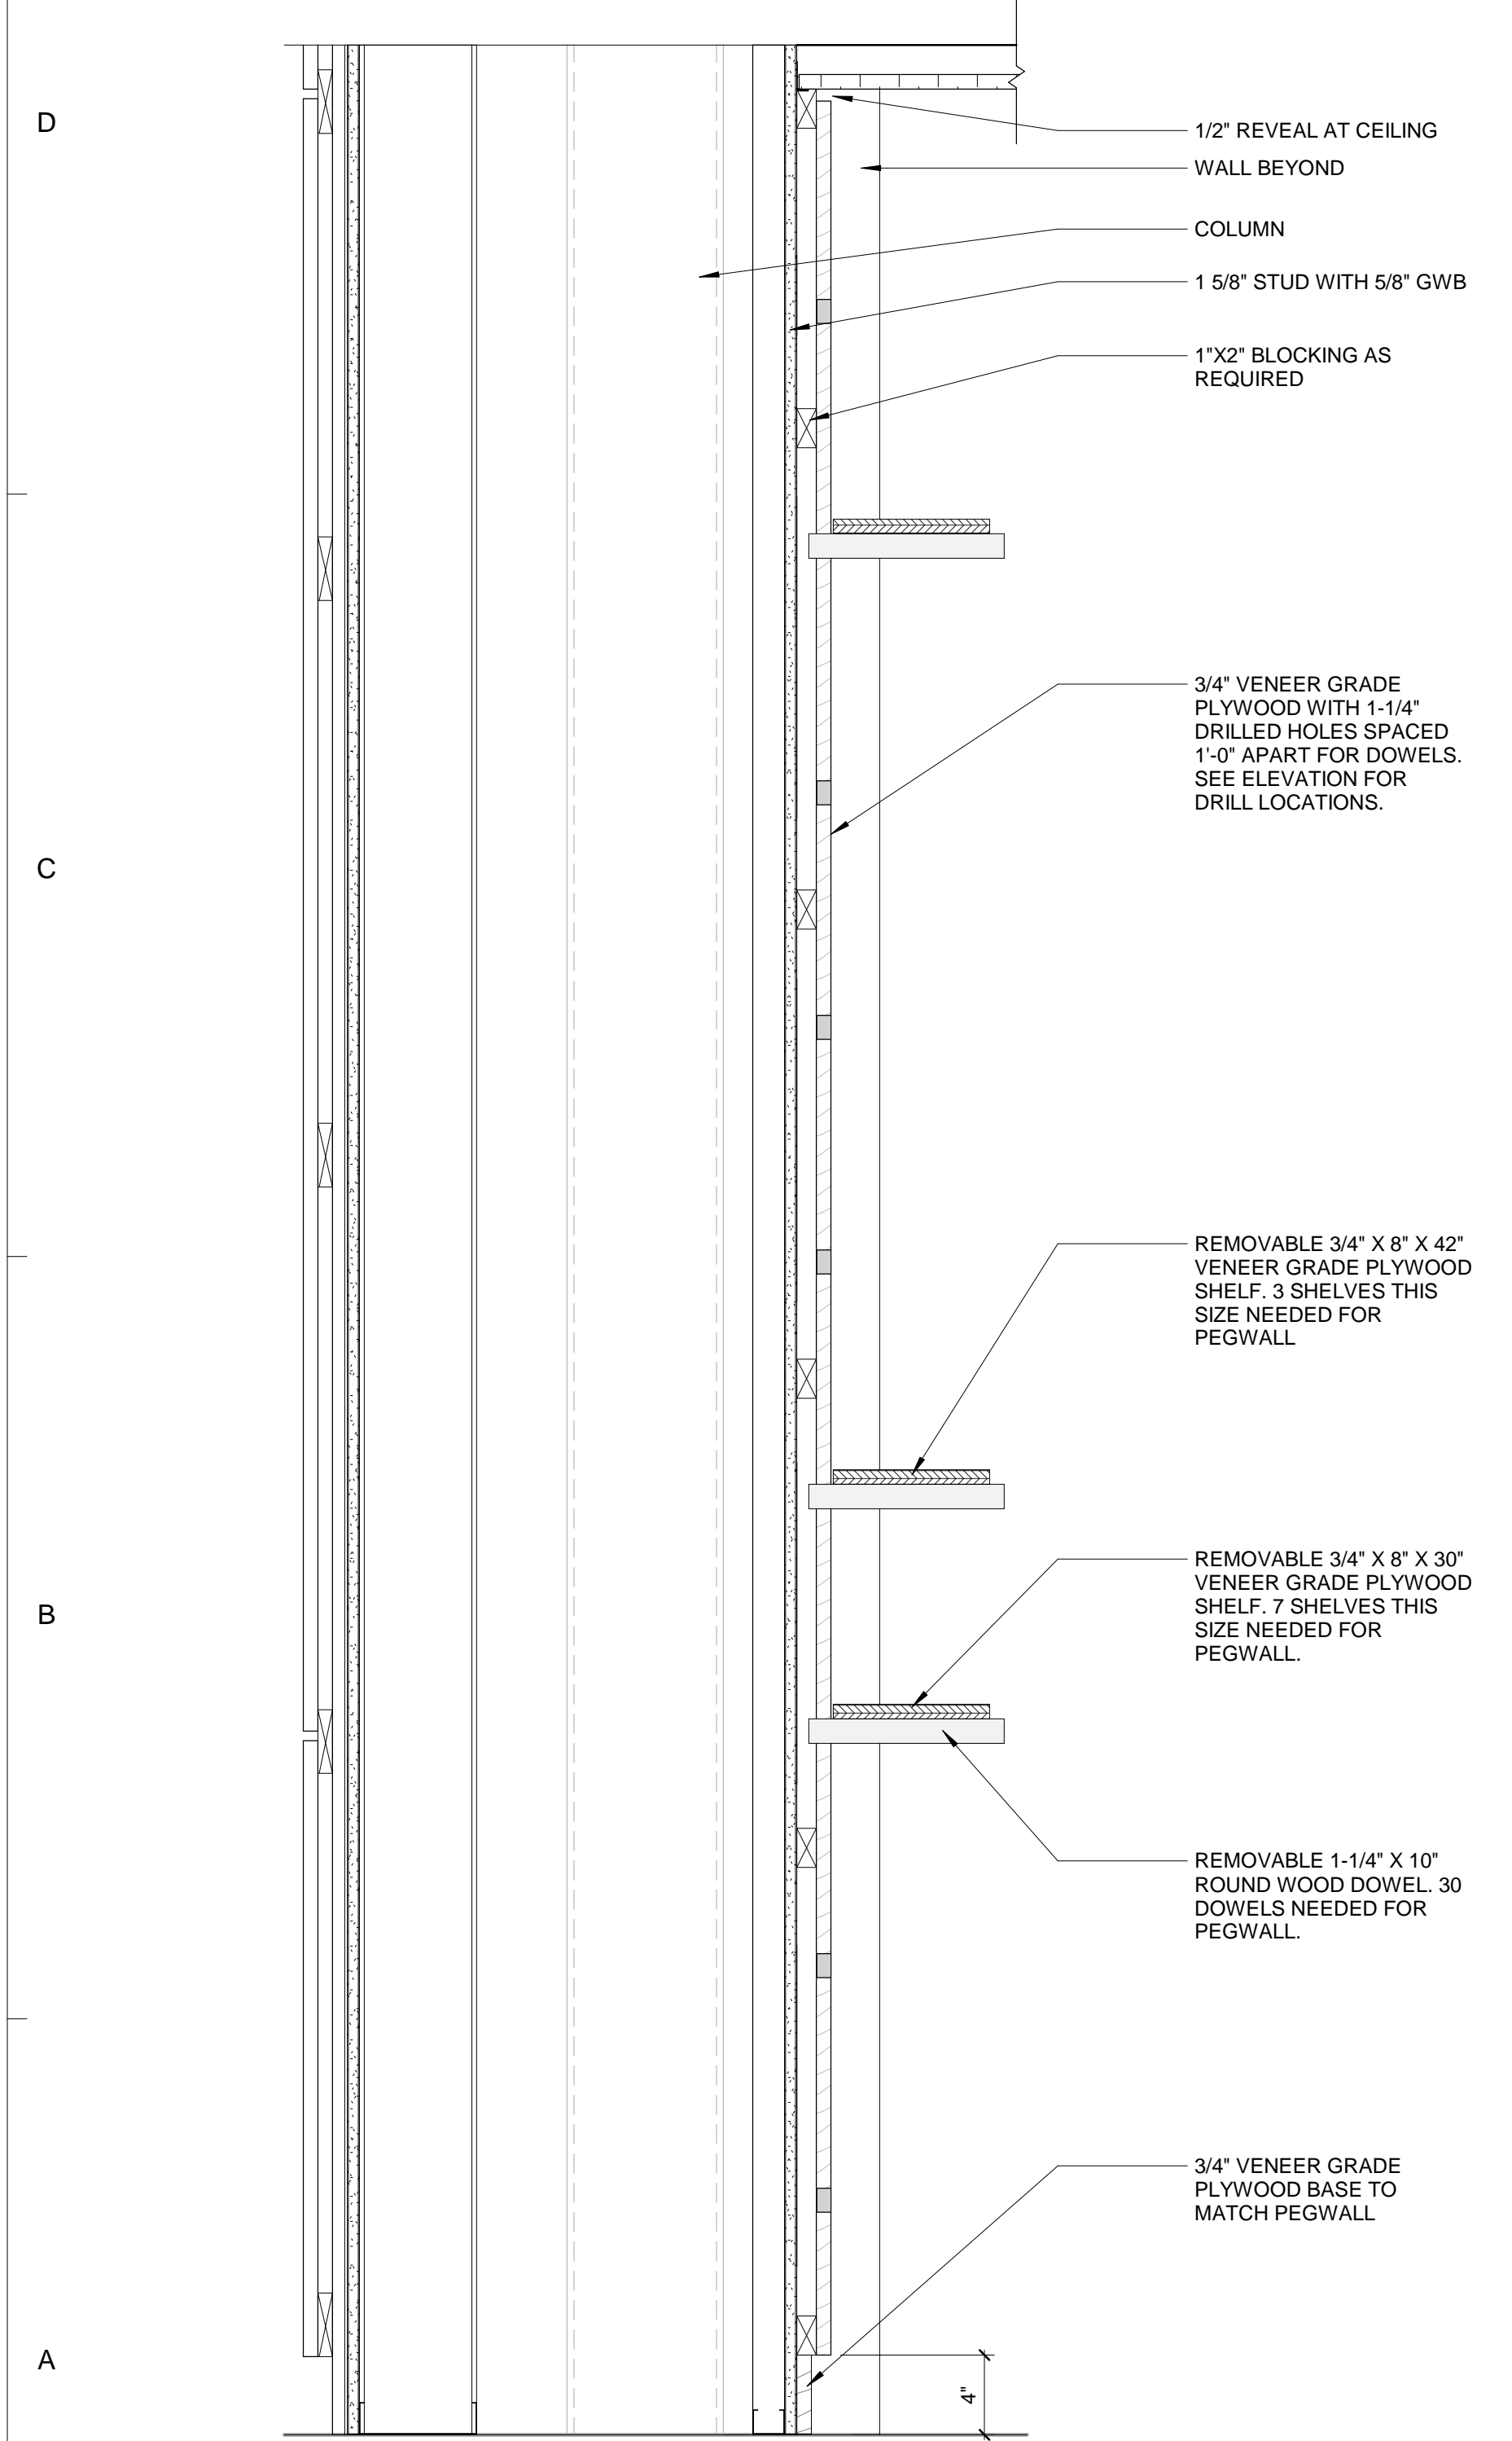 D
1/2" REVEAL AT CEILING
WALL BEYOND
COLUMN
1 5/8" STUD WITH 5/8" GWB
1"X2" BLOCKING AS
REQUIRED
3/4" VENEER GRADE
PLYWOOD WITH 1-1/4"
DRILLED HOLES SPACED
1'-0" APART FOR DOWELS.
SEE ELEVATION FOR
DRILL LOCATIONS.
C
REMOVABLE 3/4" X 8" X 42"
VENEER GRADE PLYWOOD
SHELF. 3 SHELVES THIS
SIZE NEEDED FOR
PEGWALL
REMOVABLE 3/4" X 8" X 30"
VENEER GRADE PLYWOOD
SHELF. 7 SHELVES THIS
SIZE NEEDED FOR
PEGWALL.
B
REMOVABLE 1-1/4" X 10"
ROUND WOOD DOWEL. 30
DOWELS NEEDED FOR
PEGWALL.
3/4" VENEER GRADE
PLYWOOD BASE TO
MATCH PEGWALL
A
4"